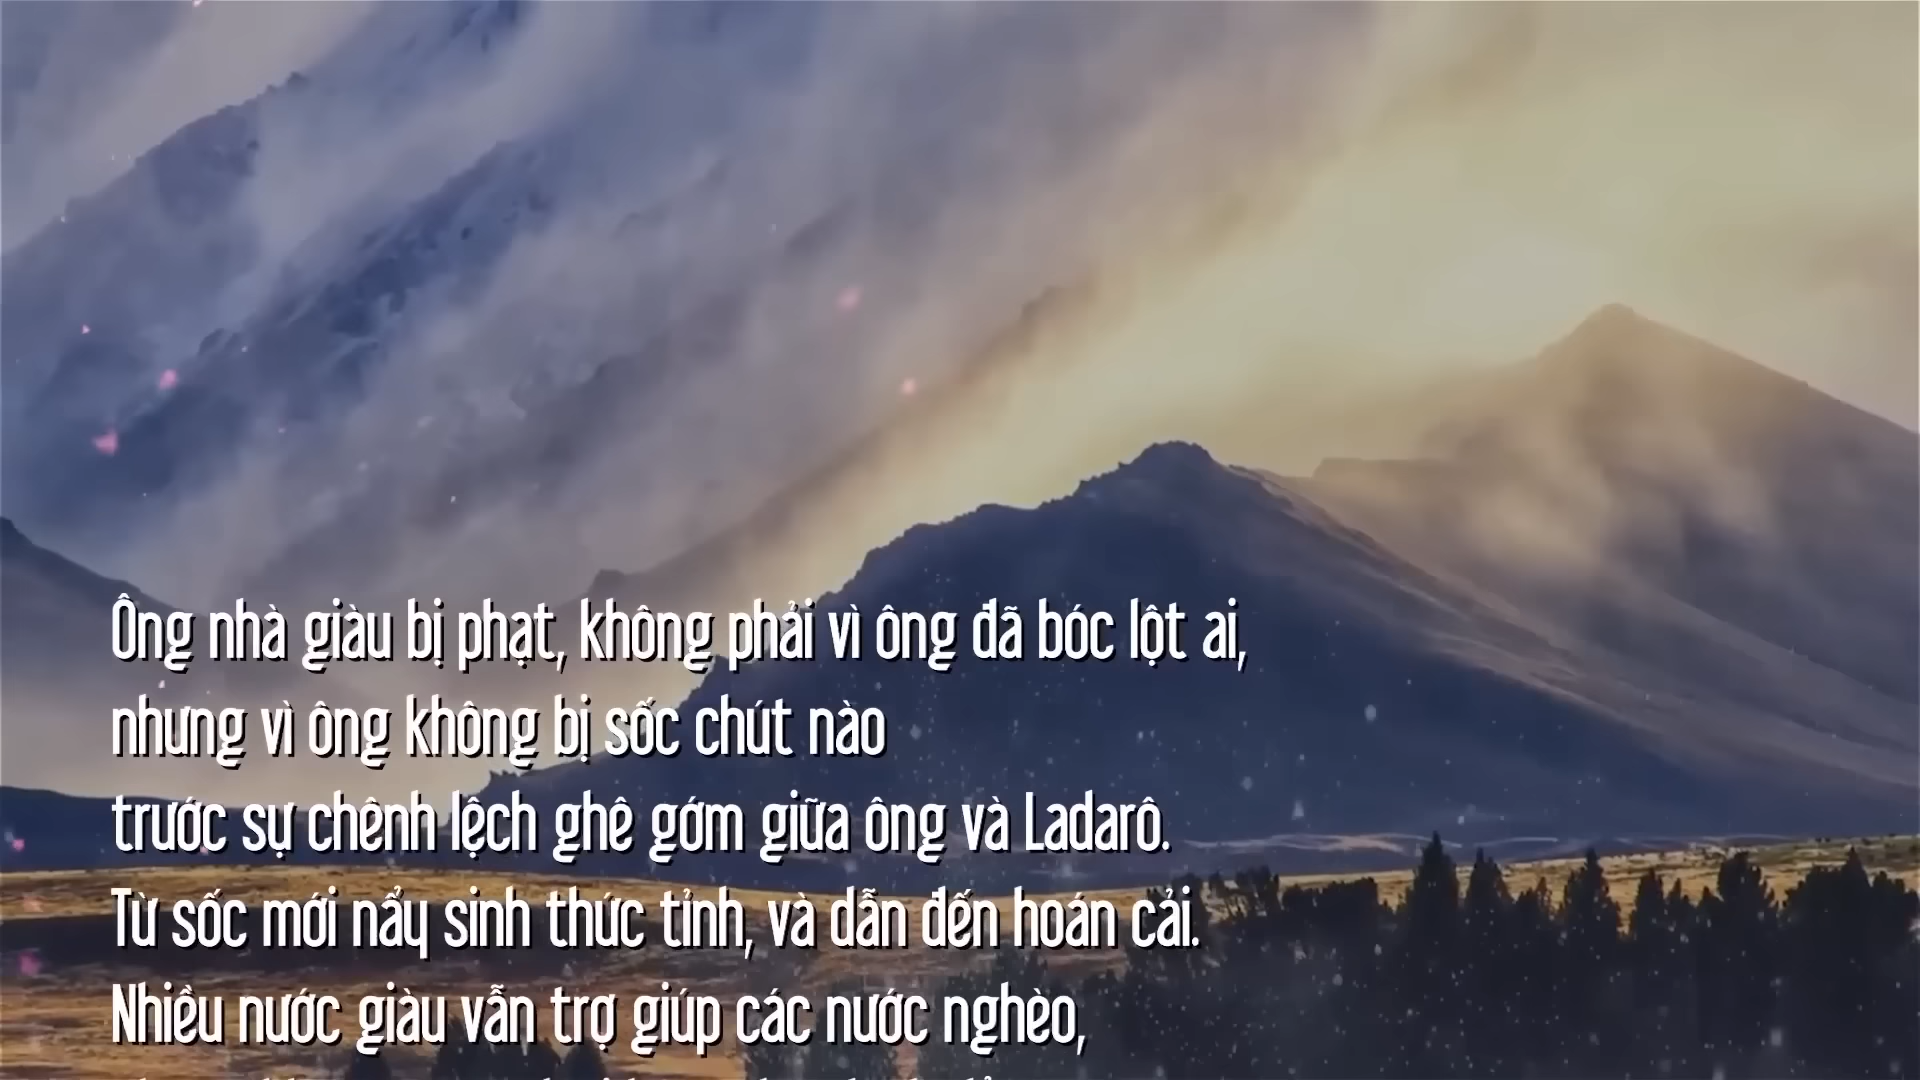 Ông nhà giàu bị phạt, không phải vì ông đã bóc lột ai,
nhưng vì ông không bị sốc chút nào
trước sự chênh lệch ghê gớm giữa ông và Ladarô.
Từ sốc mới nẩy sinh thức tỉnh, và dẫn đến hoán cải.
Nhiều nước giàu vẫn trợ giúp các nước nghèo,